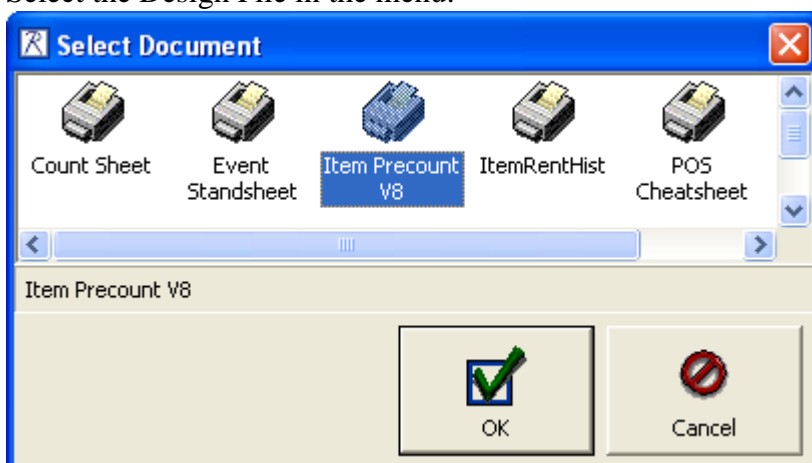 Select the Design File in the menu.
Select Document
Count Sheet
Event
Standsheet
Item Precount
V8
ItemRentHist
POS
Cheatsheet
Item Precount V8
OK
Cancel